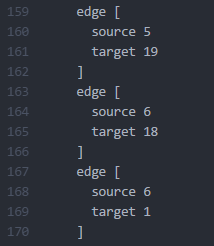 159 edge [
160 source 5
161 target 19
162 ]
163 edge [
164 source 6
165 target 18
166 ]
167 edge [
168 source 6
169 target 1
170 ]